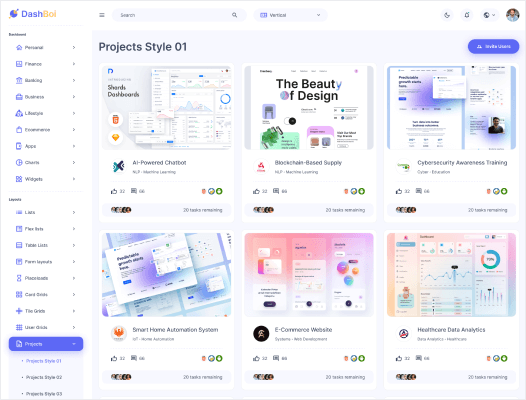 DashBoi
Search
Vertical
Dashboard
Personal
Finance
Banking
Business
Lifestyle
Ecommerce
Apps
Charts
Widgets
Layouts
Lists
Flex lists
Table Lists
Form layouts
Placeholds
Card Grids
Tile Grids
User Grids
Projects
Projects Style 01
Projects Style 02
Projects Style 03
Projects Style 01
Invite Users
Shards
Dashboards
AI-Powered Chatbot
NLP - Machine Learning
33 66
20 tasks remaining
The Beauty
of Design
Blockchain-Based Supply
NLP - Machine Learning
33 66
20 tasks remaining
Predictable
growth starts
here.
Cybersecurity Awareness Training
Cyber - Education
33 66
20 tasks remaining
Predictable
growth starts
here.
Smart Home Automation System
IoT - Home Automation
33 66
20 tasks remaining
E-Commerce Website
Systems - Web Development
33 66
20 tasks remaining
Healthcare Data Analytics
Data Analytics - Healthcare
33 66
20 tasks remaining